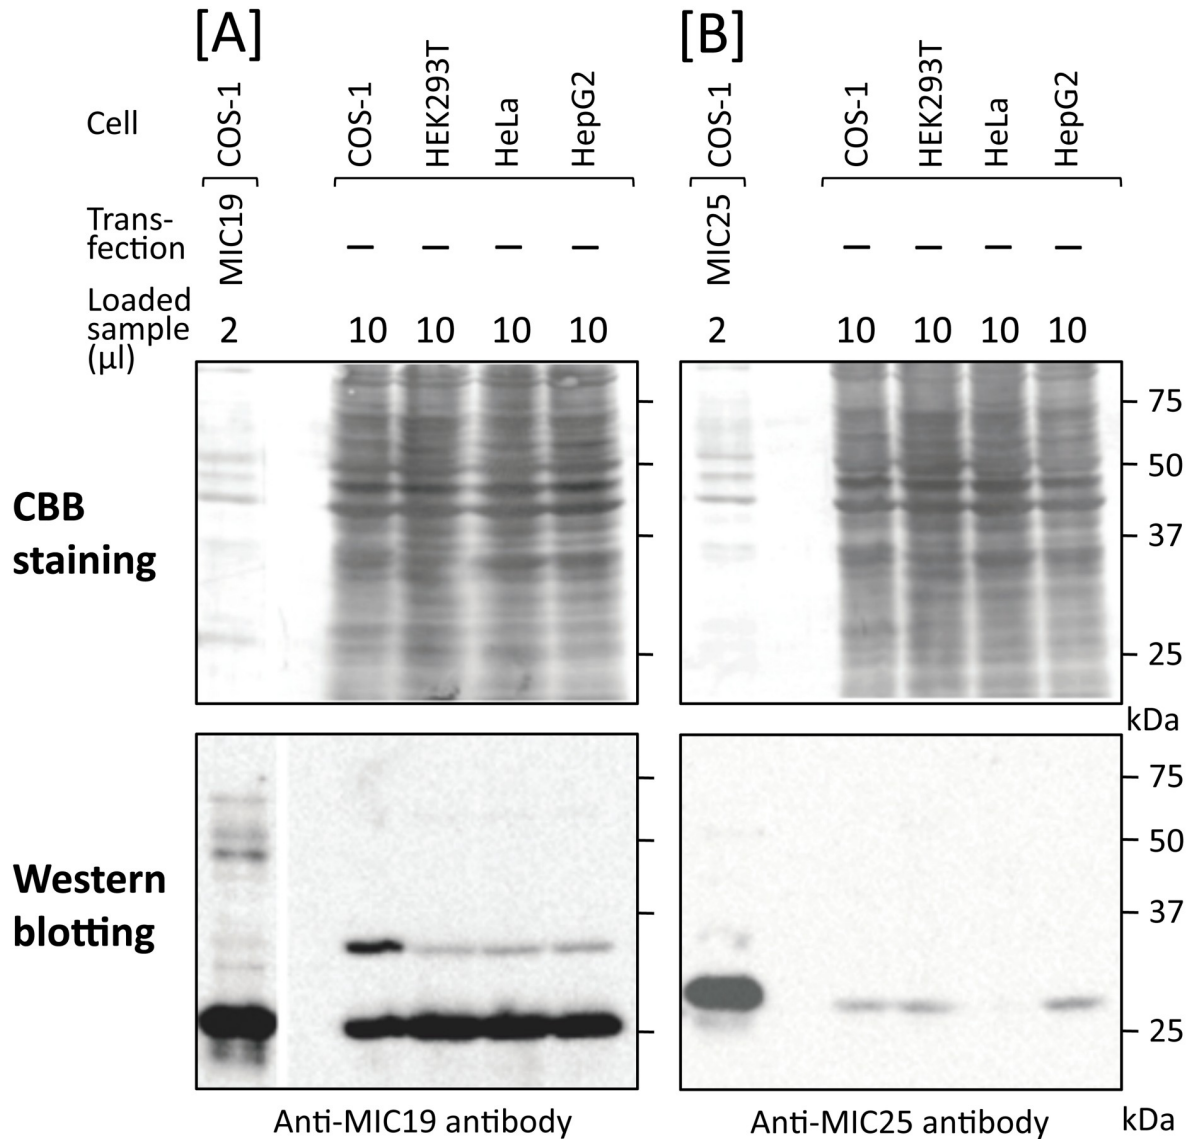 [A] [B]
Cell COS-1 COS-1 HEK293T HeLa HepG2 COS-1 COS-1 HEK293T HeLa HepG2
Trans-
fection MIC19 – – – – MIC25 – – – –
Loaded
sample 2 10 10 10 10 2 10 10 10 10
(µl)
75
50
CBB
staining
37
25
kDa
75
50
Western
blotting
37
25
Anti-MIC19 antibody Anti-MIC25 antibody kDa